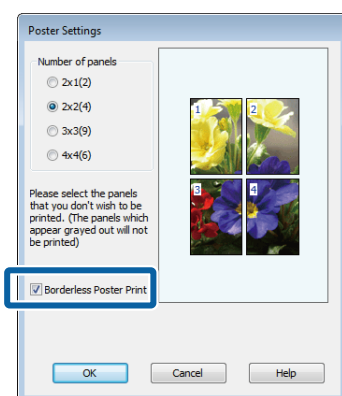 Poster Settings
Number of panels
2x1(2)
2x2(4)
3x3(9)
4x4(6)
1 2
3 4
Please select the panels
that you don't wish to be
printed. (The panels which
appear grayed out will not
be printed)
Borderless Poster Print
OK Cancel Help